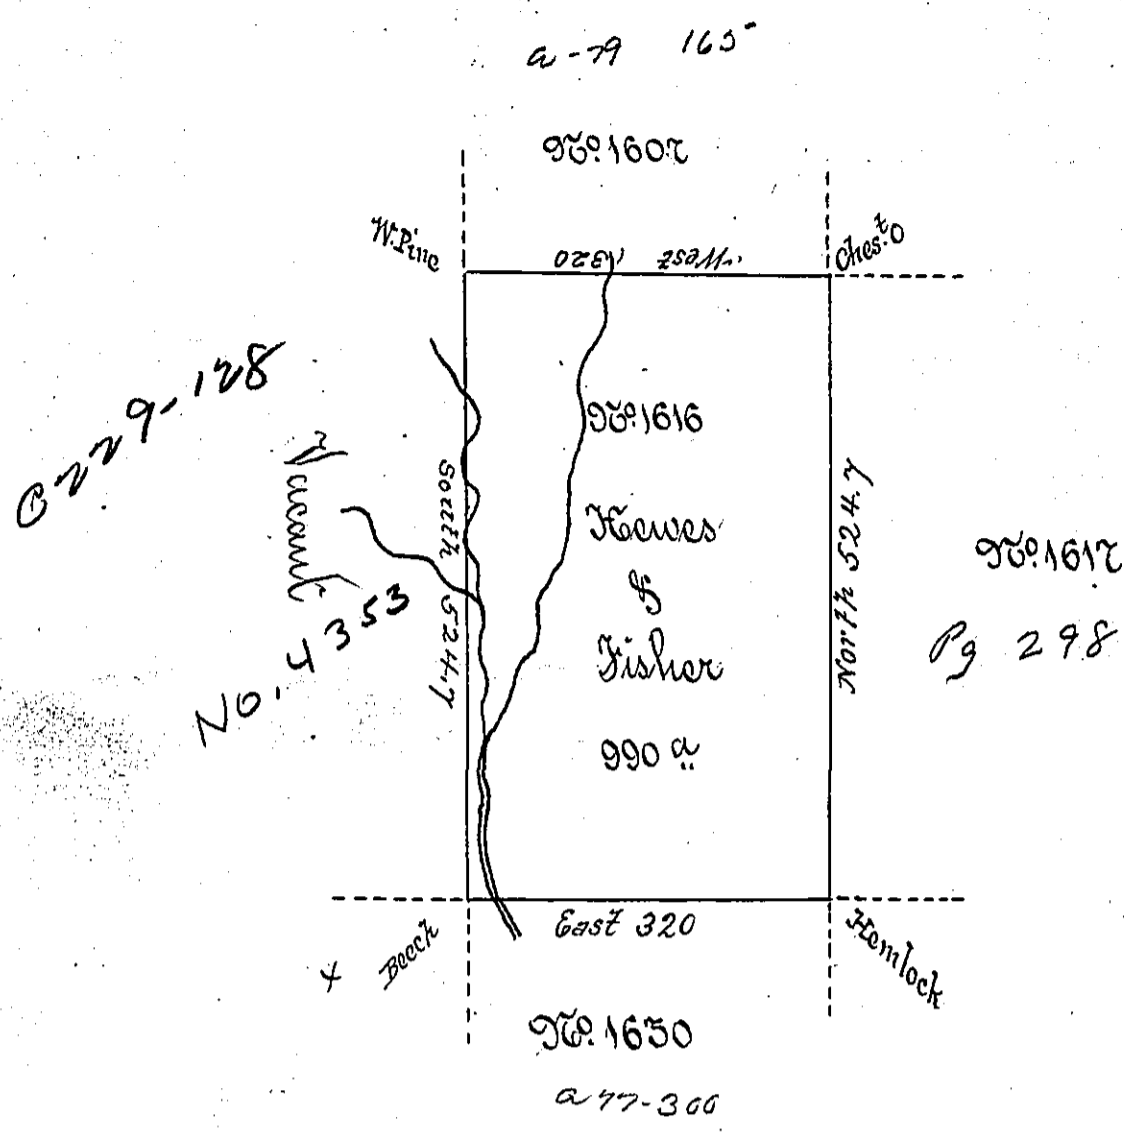 a-79 165
No. 1607
W. Pine
West 320
Ches.t O
C229-128
Vacant
No. 4353
South 524.7
No. 1616
Hewes
&
Fisher
990 a
North 524.7
No. 1617
Pg 298
X Beech
East 320
Hemlock
No. 1630
a 77-300